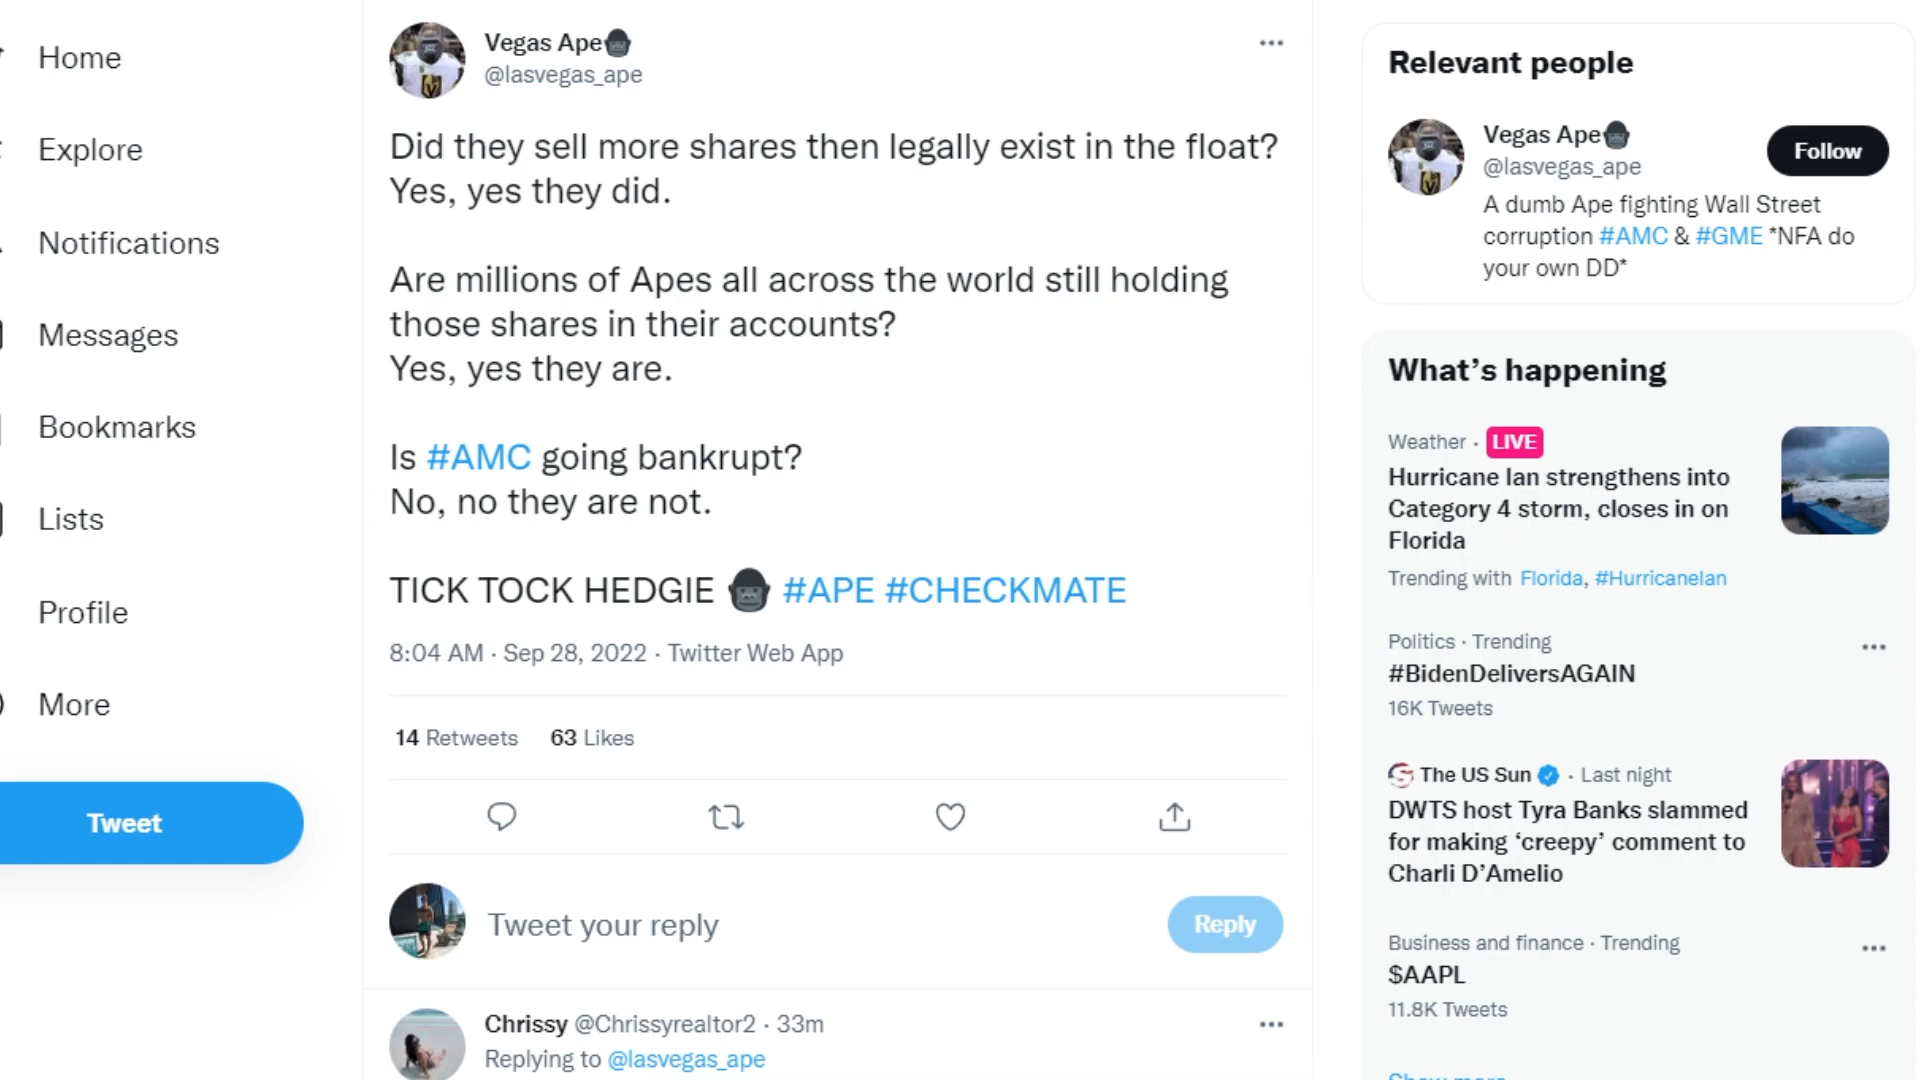 Home
Explore
Notifications
Messages
Bookmarks
Lists
Profile
More
Tweet
Vegas Ape🦍
@lasvegas_ape
Did they sell more shares then legally exist in the float?
Yes, yes they did.
Are millions of Apes all across the world still holding
those shares in their accounts?
Yes, yes they are.
Is #AMC going bankrupt?
No, no they are not.
TICK TOCK HEDGIE 🦍 #APE #CHECKMATE
8:04 AM · Sep 28, 2022 · Twitter Web App
14 Retweets 63 Likes
Tweet your reply
Reply
Chrissy @Chrissyrealtor2 · 33m
Replying to @lasvegas_ape
Relevant people
Vegas Ape🦍
@lasvegas_ape
Follow
A dumb Ape fighting Wall Street
corruption #AMC & #GME *NFA do
your own DD*
What's happening
Weather · LIVE
Hurricane Ian strengthens into
Category 4 storm, closes in on
Florida
Trending with Florida, #HurricaneIan
Politics · Trending
#BidenDeliversAGAIN
16K Tweets
The US Sun · Last night
DWTS host Tyra Banks slammed
for making ‘creepy’ comment to
Charli D’Amelio
Business and finance · Trending
$AAPL
11.8K Tweets
Show more